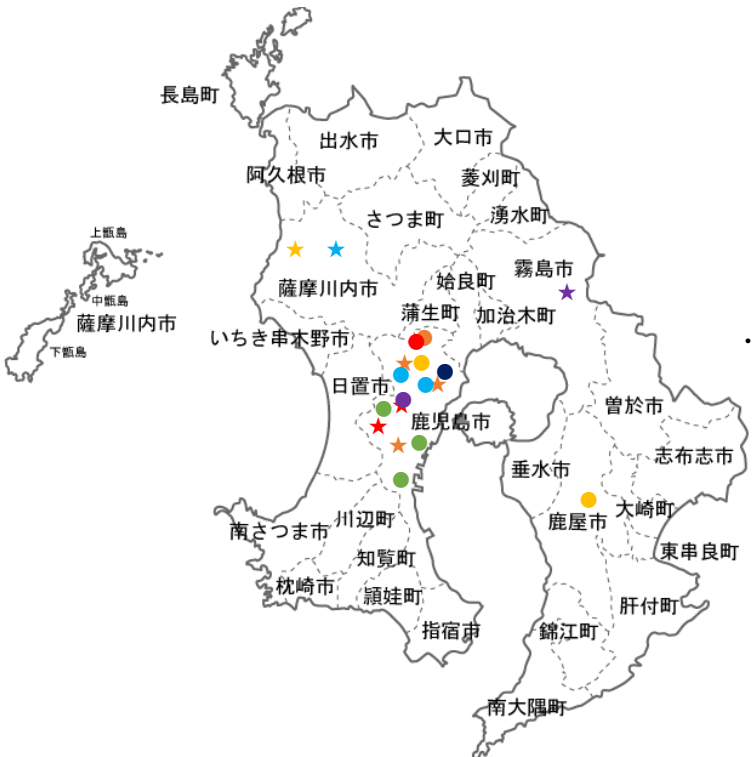 長島町
出水市
大口市
阿久根市
菱刈町
さつま町
湧水町
上甑島
霧島市
姶良町
薩摩川内市
中甑島
蒲生町
加治木町
薩摩川内市
いちき串木野市
下甑島
日置市
曽於市
鹿児島市
志布志市
垂水市
大崎町
鹿屋市
川辺町
南さつま市
東串良町
知覧町
枕崎市
頴娃町
肝付町
指宿市
錦江町
南大隅町